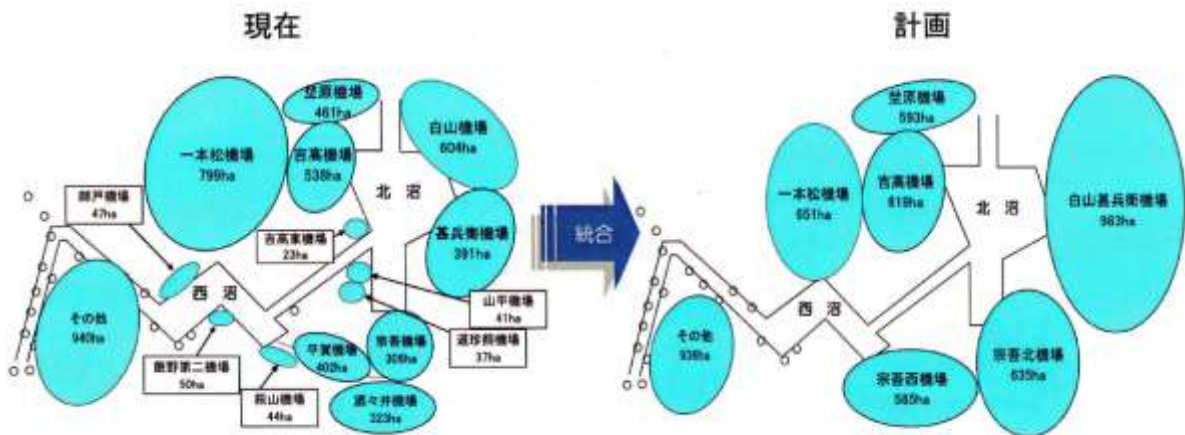 現在
埜原機場
461ha
白山機場
604ha
一本松機場
799ha
吉高機場
538ha
師戸機場
47ha
北 沼
吉高東機場
23ha
甚兵衛機場
391ha
西 沼
山平機場
41ha
その他
940ha
道珍前機場
37ha
平賀機場
402ha
宗吾機場
306ha
飯野第二機場
50ha
萩山機場
44ha
酒々井機場
323ha
統合
計画
埜原機場
593ha
一本松機場
651ha
吉高機場
619ha
北 沼
白山甚兵衛機場
983ha
西 沼
その他
936ha
宗吾北機場
635ha
宗吾西機場
585ha